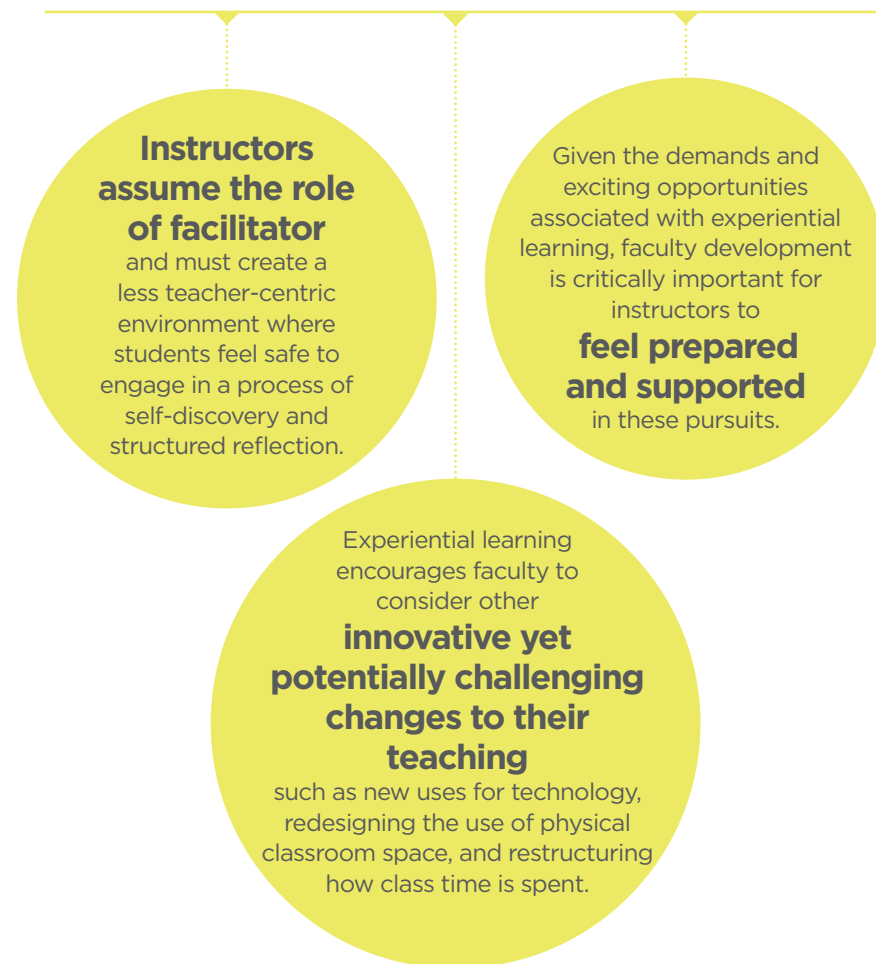 Instructors
assume the role
of facilitator
and must create a
less teacher-centric
environment where
students feel safe to
engage in a process of
self-discovery and
structured reflection.
Given the demands and
exciting opportunities
associated with experiential
learning, faculty development
is critically important for
instructors to
feel prepared
and supported
in these pursuits.
Experiential learning
encourages faculty to
consider other
innovative yet
potentially challenging
changes to their
teaching
such as new uses for technology,
redesigning the use of physical
classroom space, and restructuring
how class time is spent.